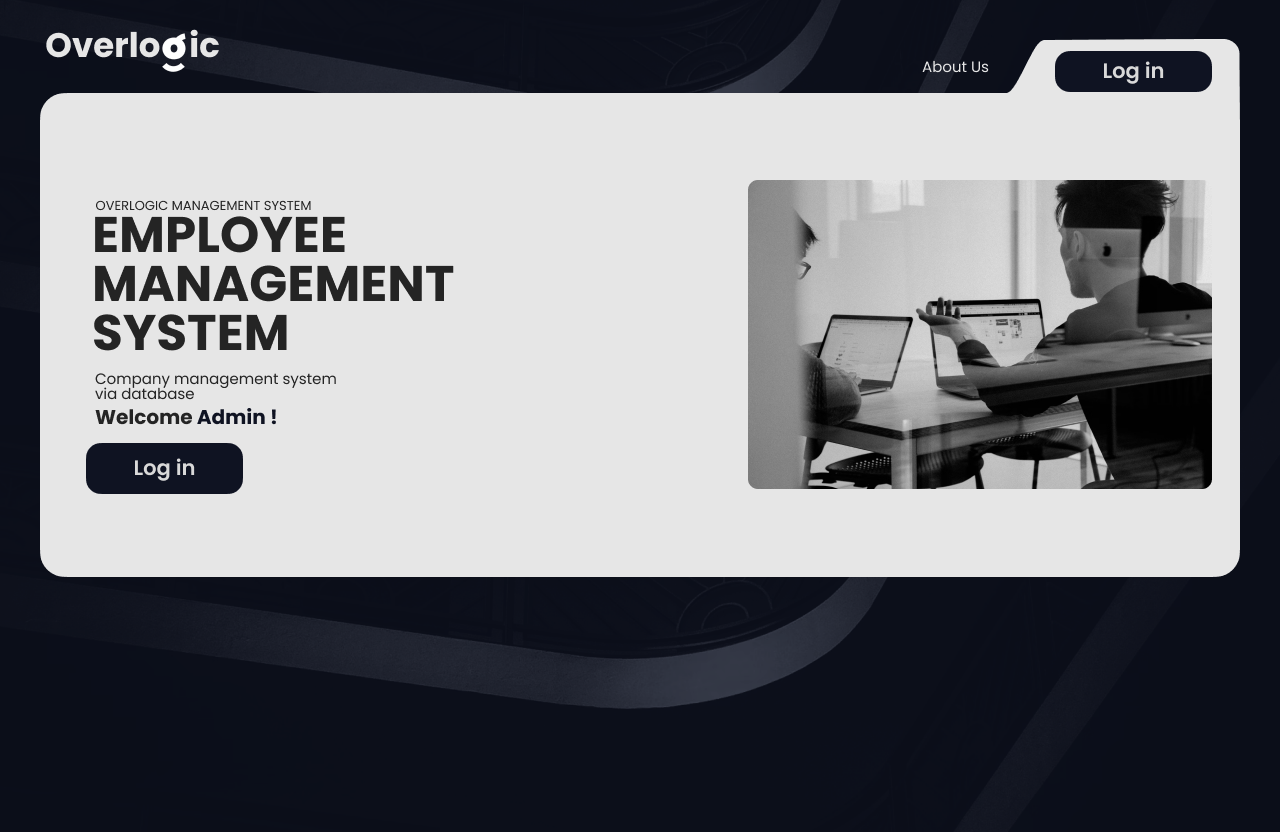 Overlogic
About Us
Log in
OVERLOGIC MANAGEMENT SYSTEM
EMPLOYEE
MANAGEMENT
SYSTEM
Company management system
via database
Welcome Admin !
Log in